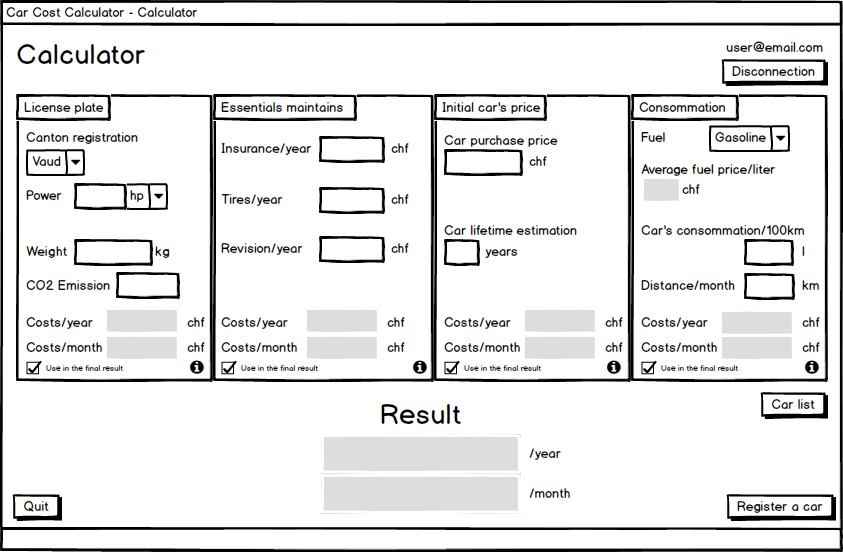 Car Cost Calculator - Calculator
Calculator
user@email.com
Disconnection
License plate
Canton registration
Vaud
Power
hp
Weight
kg
CO2 Emission
Costs/year
chf
Costs/month
chf
Use in the final result
Essentials maintains
Insurance/year
chf
Tires/year
chf
Revision/year
chf
Costs/year
chf
Costs/month
chf
Use in the final result
Initial car's price
Car purchase price
chf
Car lifetime estimation
years
Costs/year
chf
Costs/month
chf
Use in the final result
Consommation
Fuel
Gasoline
Average fuel price/liter
chf
Car's consommation/100km
l
Distance/month
km
Costs/year
chf
Costs/month
chf
Use in the final result
Car list
Result
/year
/month
Quit
Register a car